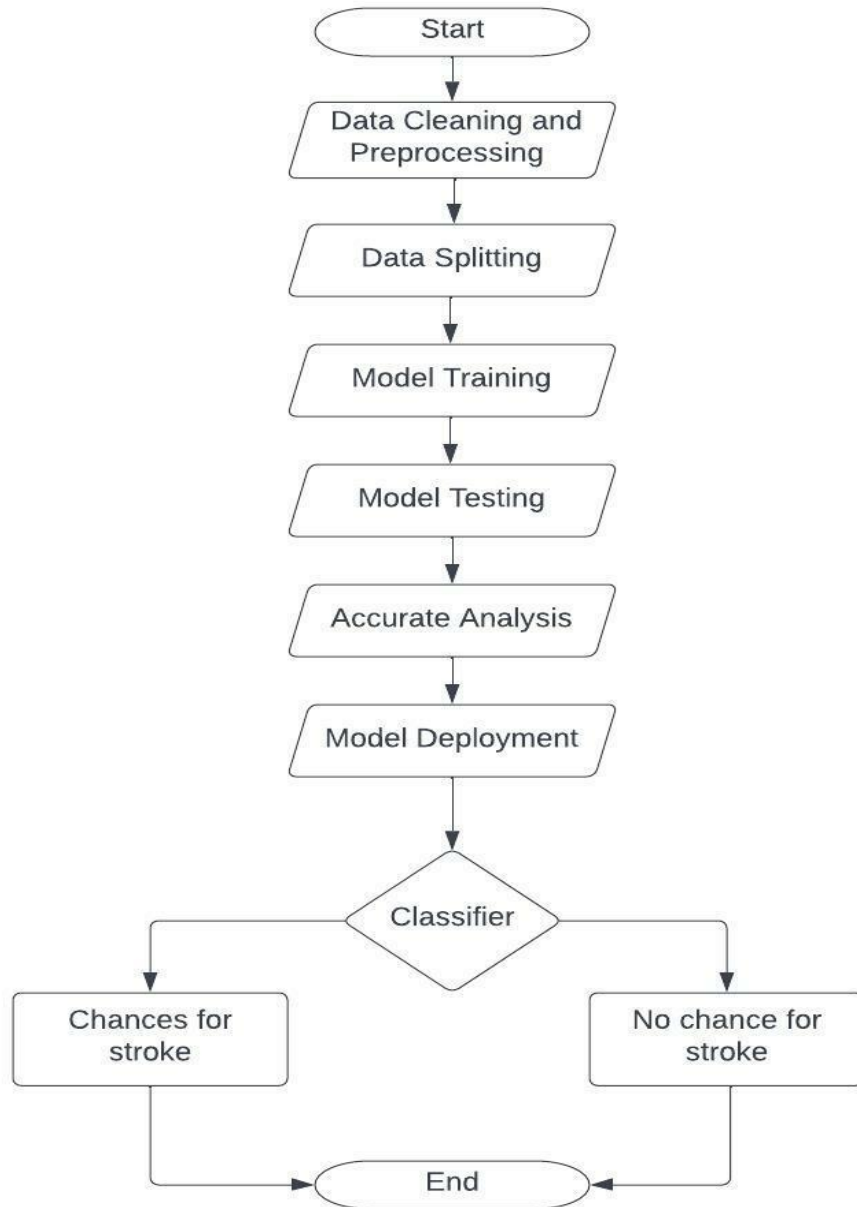 Start
Data Cleaning and
Preprocessing
Data Splitting
Model Training
Model Testing
Accurate Analysis
Model Deployment
Classifier
Chances for
stroke
No chance for
stroke
End